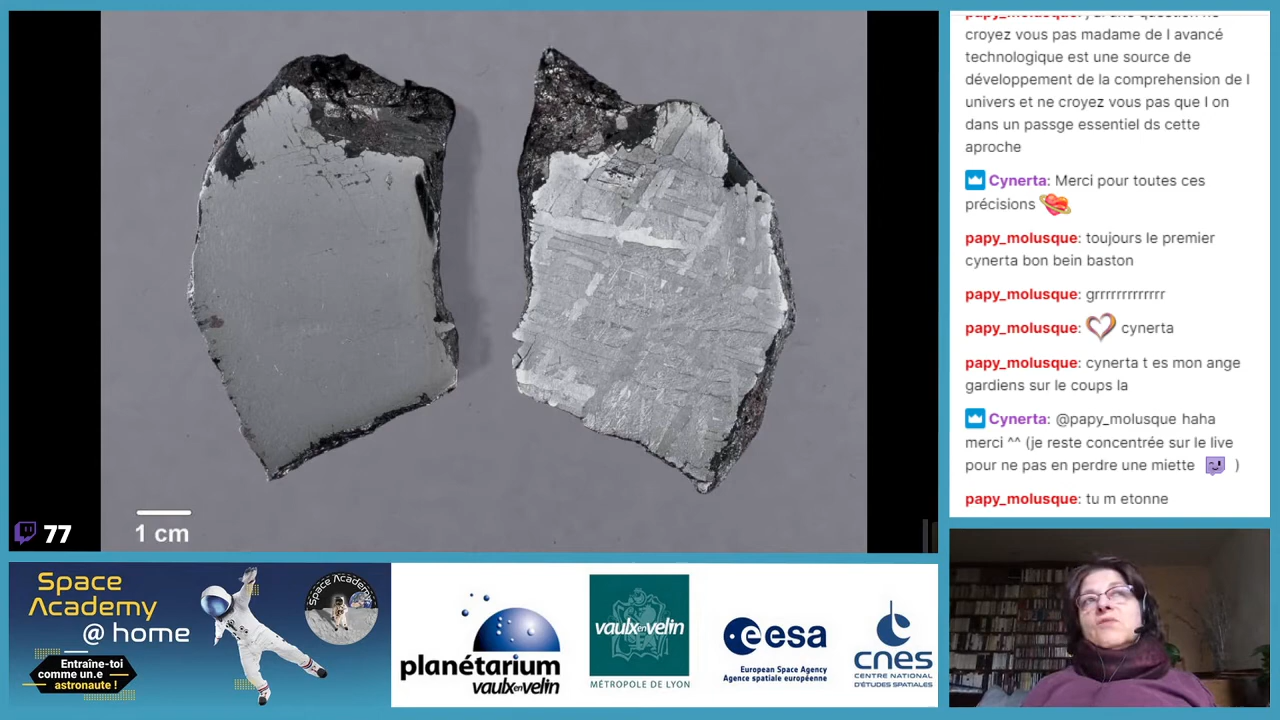 croyez vous pas madame de l avancé
technologique est une source de
développement de la comprehension de l
univers et ne croyez vous pas que l on
dans un passge essentiel ds cette
aproche
Cynerta: Merci pour toutes ces
précisions
papy_molusque: toujours le premier
cynerta bon bein baston
papy_molusque: grrrrrrrrrrrrr
papy_molusque: cynerta
papy_molusque: cynerta t es mon ange
gardiens sur le coups la
Cynerta: @papy_molusque haha
merci ^^ (je reste concentrée sur le live
pour ne pas en perdre une miette )
papy_molusque: tu m etonne
77
1 cm
Space
Academy
@ home
Entraîne-toi
comme un.e
astronaute !
Space Academy
planétarium
vaulx en velin
vaulx en velin
MÉTROPOLE DE LYON
esa
European Space Agency
Agence spatiale européenne
cnes
CENTRE NATIONAL
D'ÉTUDES SPATIALES